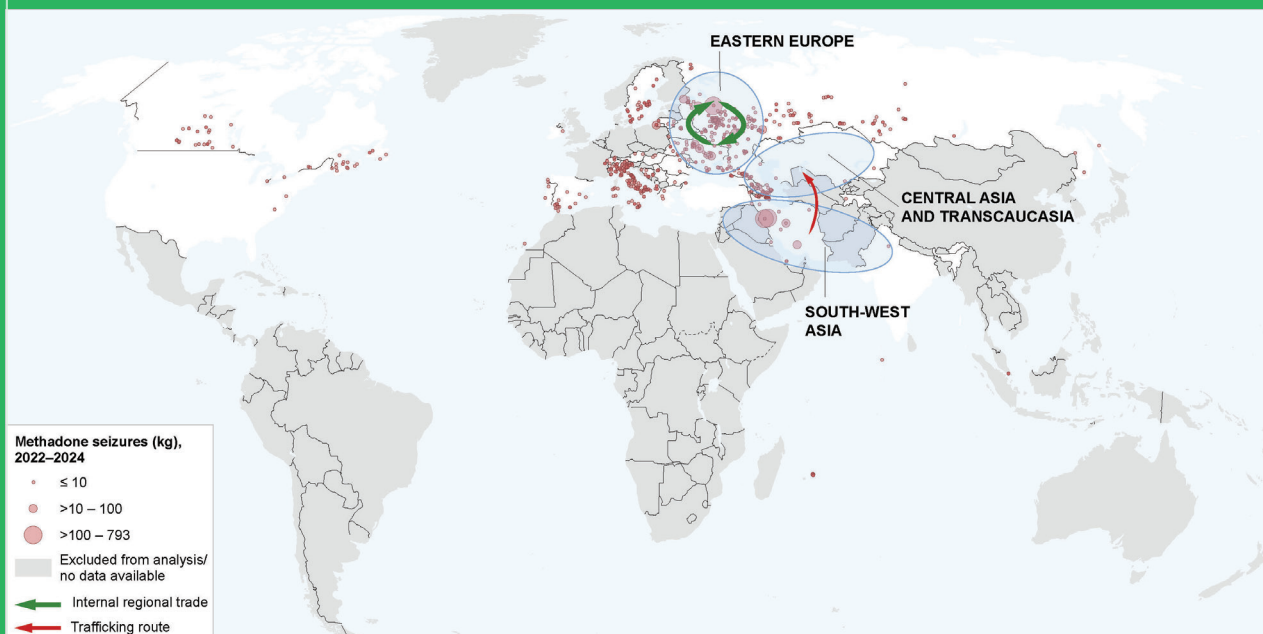 EASTERN EUROPE
CENTRAL ASIA
AND TRANSCAUCASIA
SOUTH-WEST
ASIA
Methadone seizures (kg),
2022–2024
≤ 10
>10 – 100
>100 – 793
Excluded from analysis/
no data available
Internal regional trade
Trafficking route